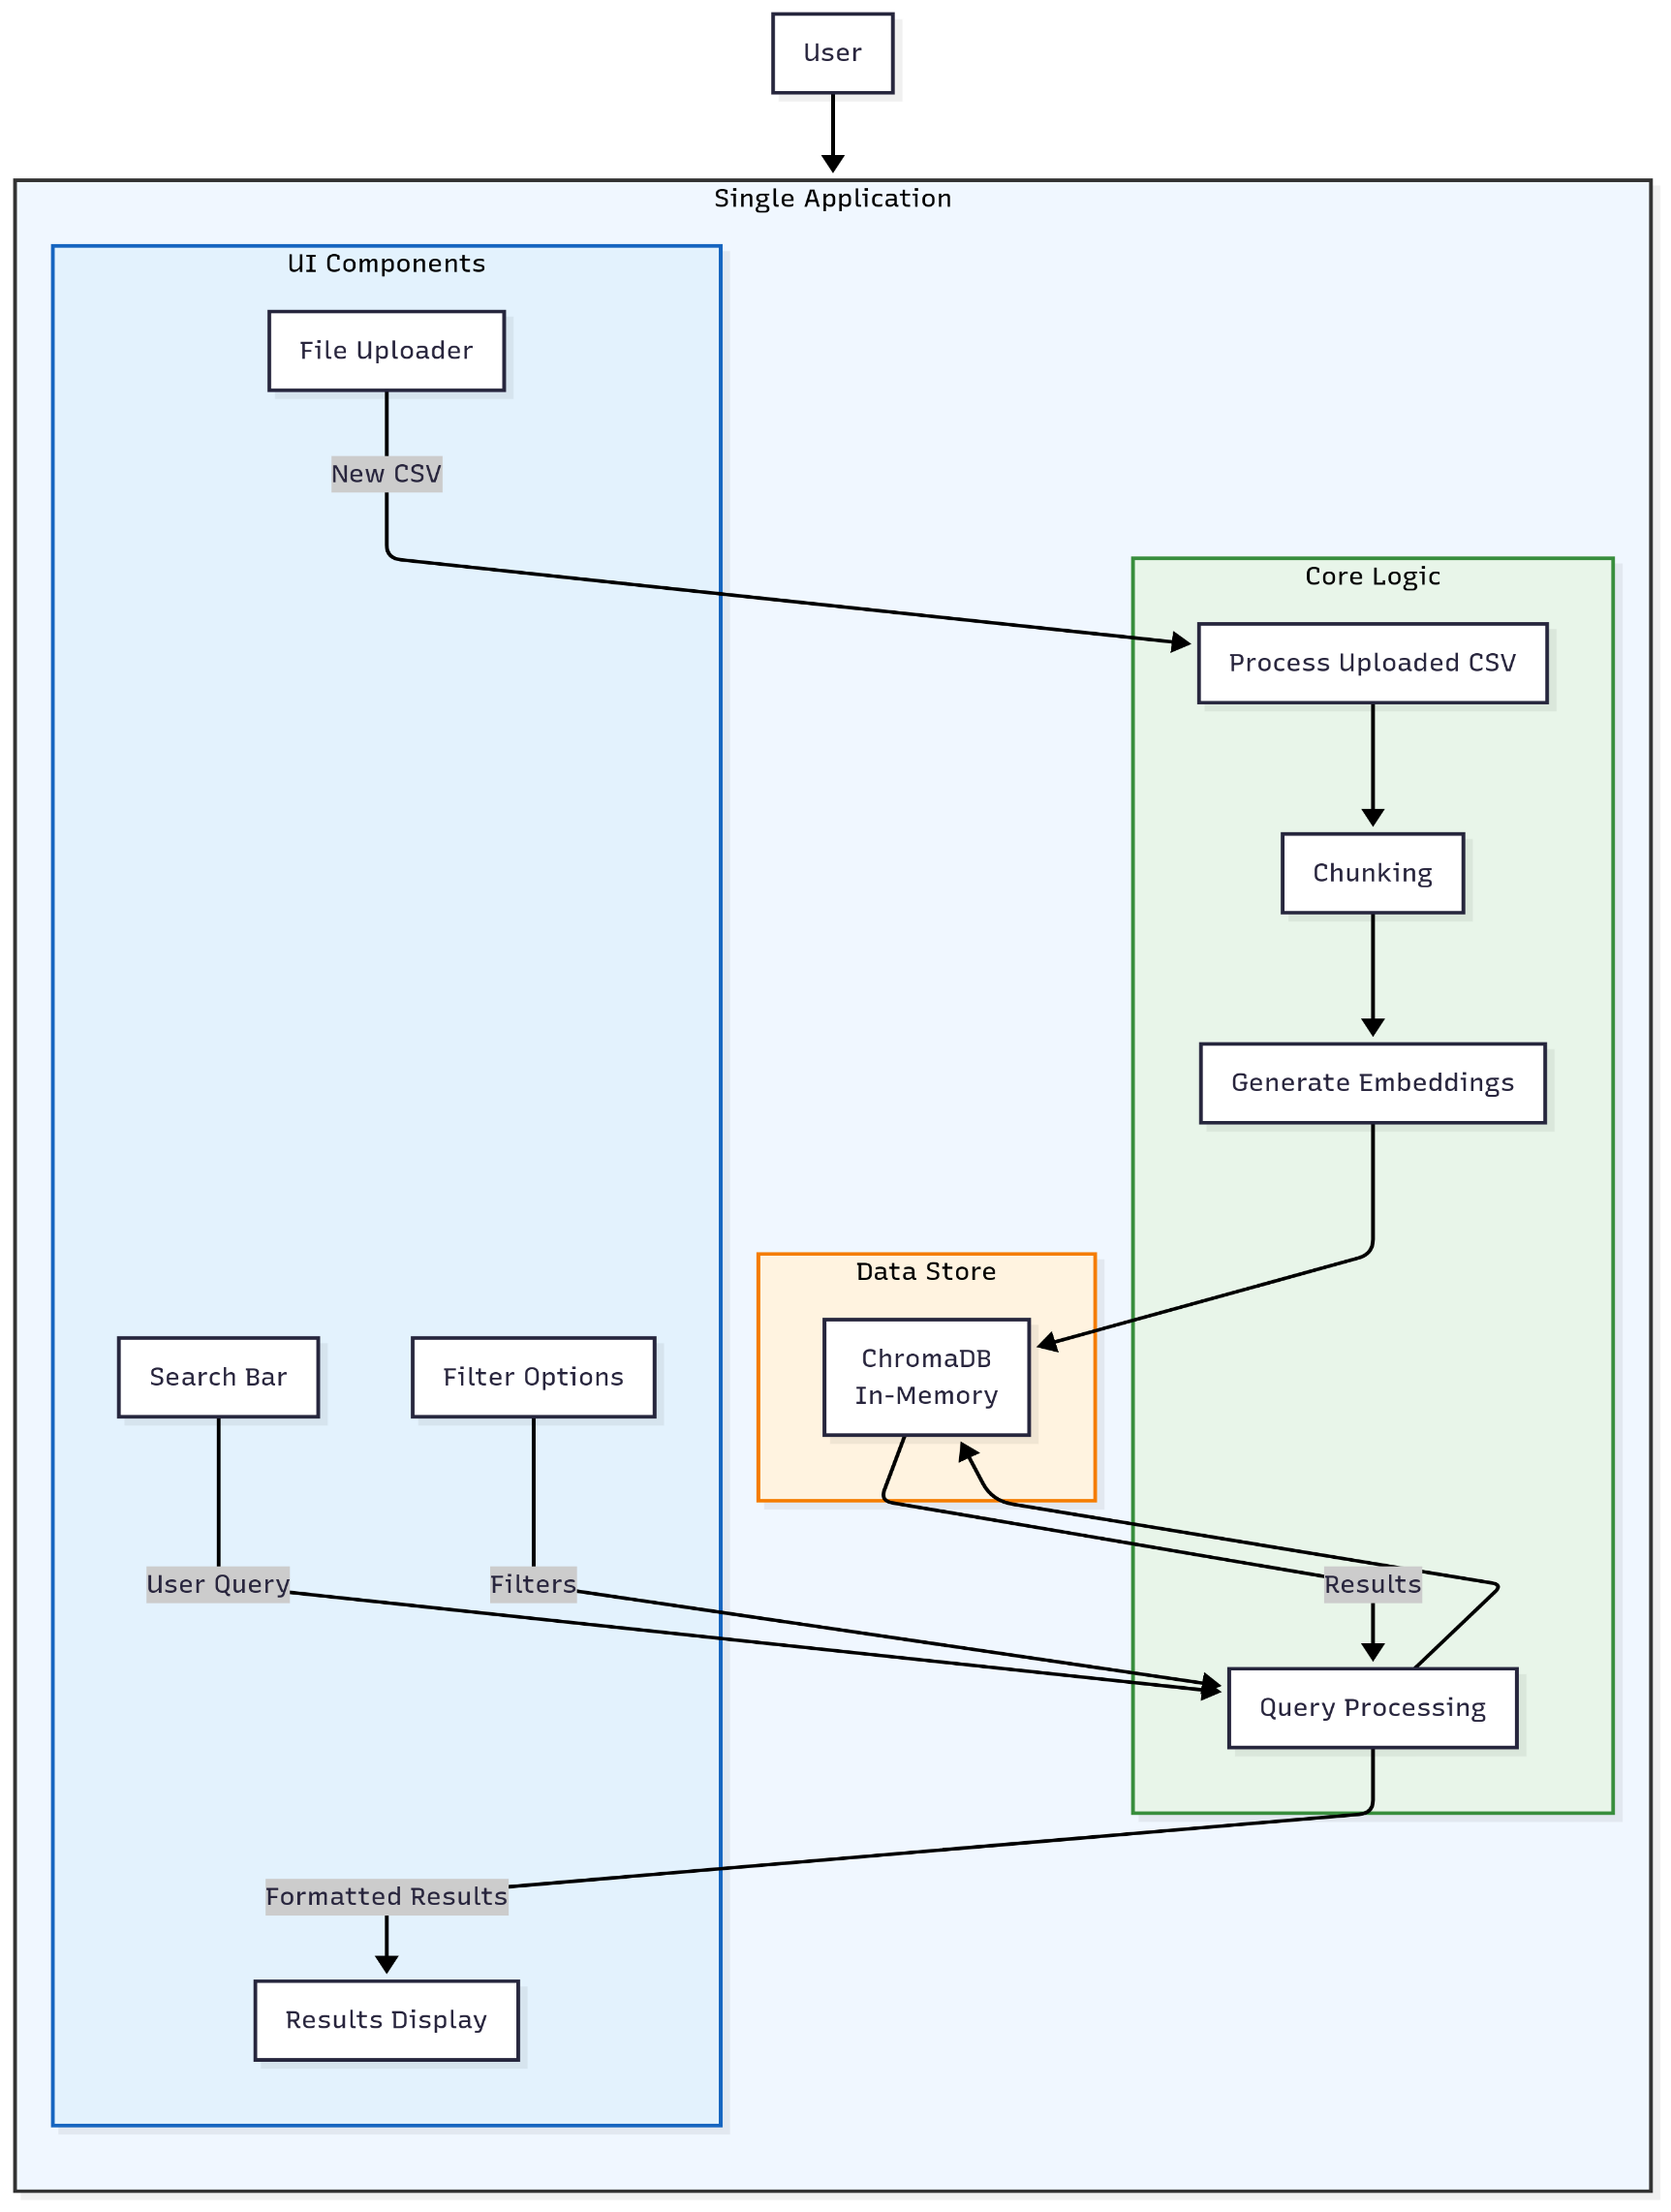 User
Single Application
UI Components
File Uploader
New CSV
Core Logic
Process Uploaded CSV
Chunking
Generate Embeddings
Data Store
ChromaDB
In-Memory
Search Bar
Filter Options
User Query
Filters
Results
Query Processing
Formatted Results
Results Display